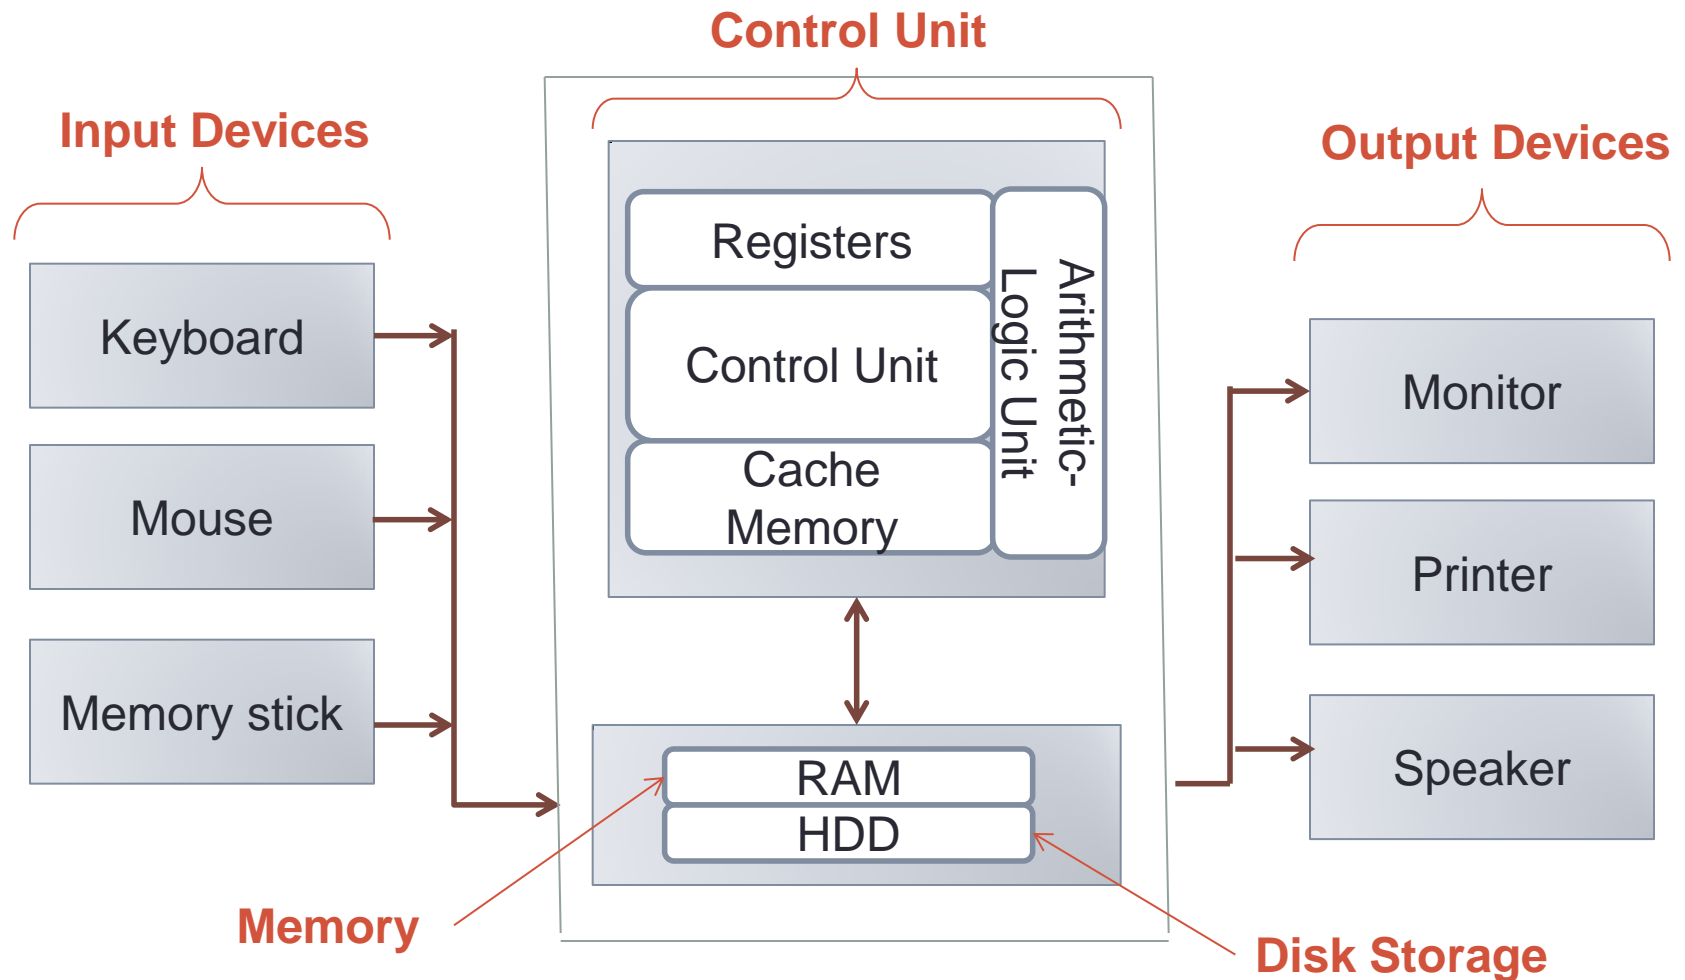 Control Unit
Input Devices
Output Devices
Keyboard
Mouse
Memory stick
Registers
Control Unit
Cache
Memory
Arithmetic-
Logic Unit
RAM
HDD
Monitor
Printer
Speaker
Memory
Disk Storage